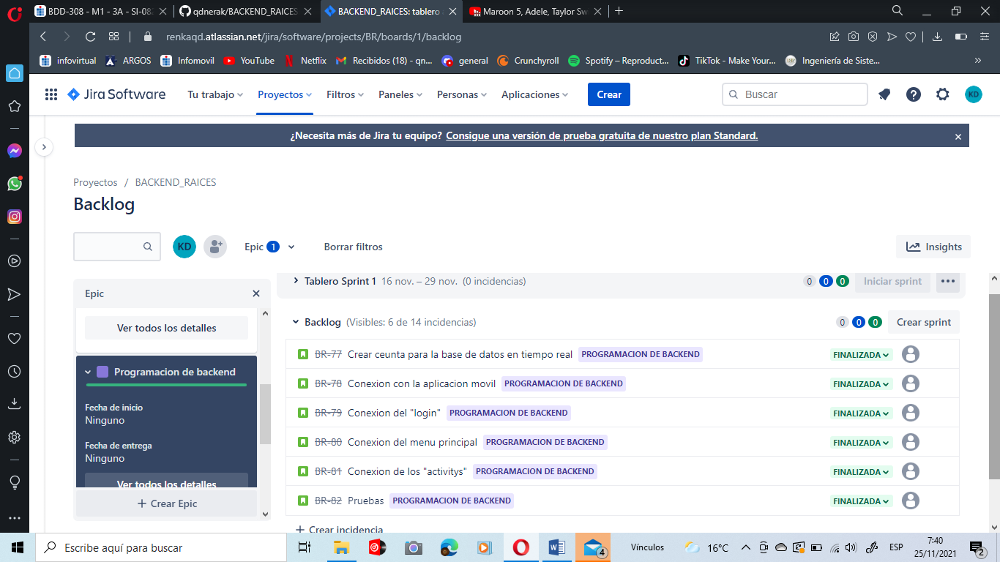 BDD-308 - M1 - 3A - SI-082
qdnerak/BACKEND_RAICES
BACKEND_RAICES: tablero
Maroon 5, Adele, Taylor Sw
renkaqd.atlassian.net/jira/software/projects/BR/boards/1/backlog
infovirtual
ARGOS
Infomovil
YouTube
Netflix
Recibidos (18) - qn...
general
Crunchyroll
Spotify – Reproduct...
TikTok - Make Your...
Ingeniería de Siste...
Jira Software
Tu trabajo
Proyectos
Filtros
Paneles
Personas
Aplicaciones
Crear
Buscar
KD
¿Necesita más de Jira tu equipo? Consigue una versión de prueba gratuita de nuestro plan Standard.
Proyectos / BACKEND_RAICES
Backlog
KD
Epic 1
Borrar filtros
Insights
Epic
Ver todos los detalles
Programacion de backend
Fecha de inicio
Ninguno
Fecha de entrega
Ninguno
Ver todos los detalles
+ Crear Epic
Tablero Sprint 1 16 nov. – 29 nov. (0 incidencias)
0 0 0 Iniciar sprint
Backlog (Visibles: 6 de 14 incidencias)
0 0 0 Crear sprint
BR-77 Crear ceunta para la base de datos en tiempo real PROGRAMACION DE BACKEND FINALIZADA
BR-78 Conexion con la aplicacion movil PROGRAMACION DE BACKEND FINALIZADA
BR-79 Conexion del "login" PROGRAMACION DE BACKEND FINALIZADA
BR-80 Conexion del menu principal PROGRAMACION DE BACKEND FINALIZADA
BR-81 Conexion de los "activitys" PROGRAMACION DE BACKEND FINALIZADA
BR-82 Pruebas PROGRAMACION DE BACKEND FINALIZADA
+ Crear incidencia
Escribe aquí para buscar
4
Vínculos
16°C
ESP
7:40
25/11/2021
2